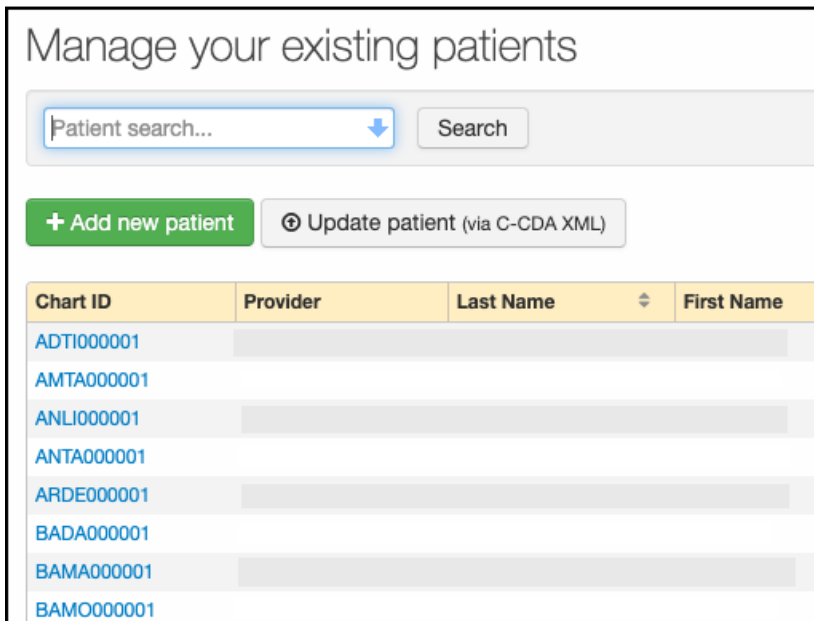 Manage your existing patients
Patient search...
Search
+ Add new patient
Update patient (via C-CDA XML)
Chart ID Provider Last Name First Name
ADTI000001
AMTA000001
ANLI000001
ANTA000001
ARDE000001
BADA000001
BAMA000001
BAMO000001